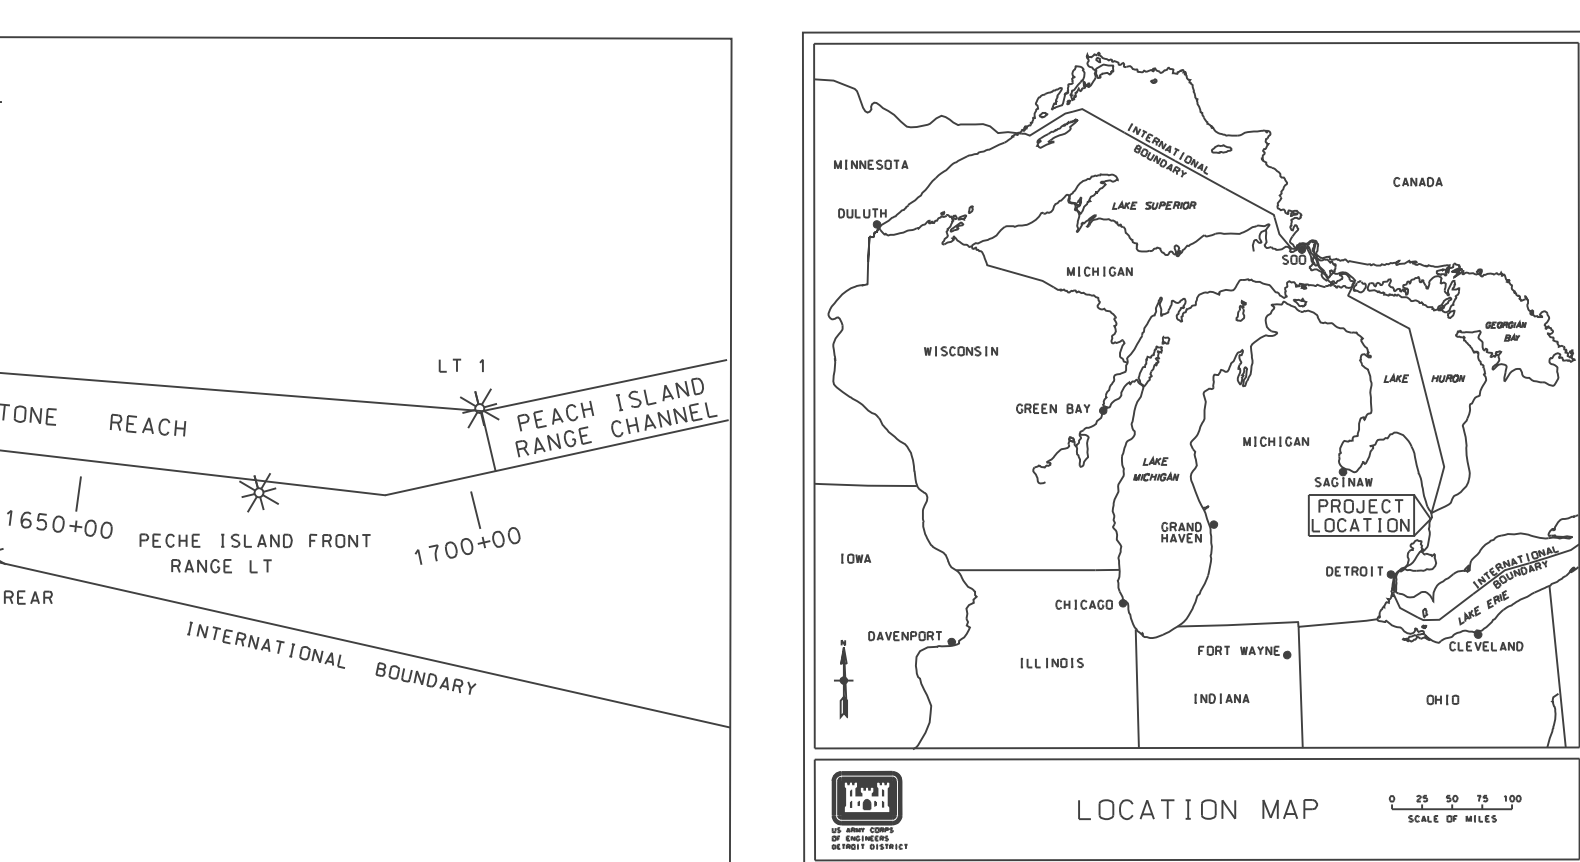 LT 1
PEACH ISLAND
RANGE CHANNEL
TONE REACH
1650+00
PECHE ISLAND FRONT
RANGE LT
1700+00
REAR
INTERNATIONAL BOUNDARY
INTERNATIONAL
BOUNDARY
MINNESOTA
CANADA
DULUTH
LAKE SUPERIOR
SOO
MICHIGAN
GEORGIAN
BAY
WISCONSIN
LAKE HURON
GREEN BAY
MICHIGAN
LAKE
MICHIGAN
SAGINAW
PROJECT
LOCATION
GRAND
HAVEN
IOWA
DETROIT
INTERNATIONAL
BOUNDARY
LAKE ERIE
CHICAGO
DAVENPORT
N
CLEVELAND
FORT WAYNE
ILLINOIS
INDIANA
OHIO
US ARMY CORPS
OF ENGINEERS
DETROIT DISTRICT
LOCATION MAP
0 25 50 75 100
SCALE OF MILES